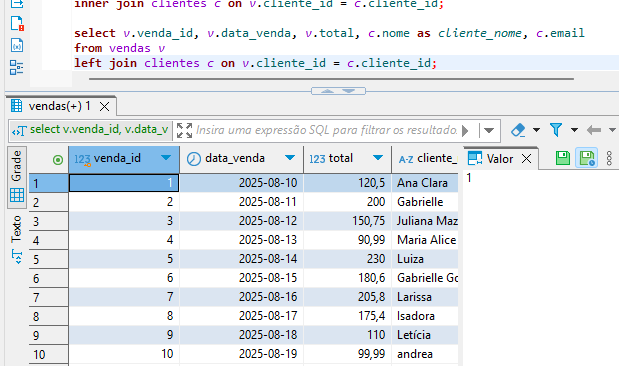 inner join clientes c on v.cliente_id = c.cliente_id;
select v.venda_id, v.data_venda, v.total, c.nome as cliente_nome, c.email
from vendas v
left join clientes c on v.cliente_id = c.cliente_id;
vendas(+) 1
select v.venda_id, v.data_v Insira uma expressão SQL para filtrar os resultados
Grade
Texto
123 venda_id data_venda 123 total A-Z cliente_
1 1 2025-08-10 120,5 Ana Clara
2 2 2025-08-11 200 Gabrielle
3 3 2025-08-12 150,75 Juliana Maz
4 4 2025-08-13 90,99 Maria Alice
5 5 2025-08-14 230 Luiza
6 6 2025-08-15 180,6 Gabrielle Go
7 7 2025-08-16 205,8 Larissa
8 8 2025-08-17 175,4 Isadora
9 9 2025-08-18 110 Letícia
10 10 2025-08-19 99,99 andrea
Valor
1